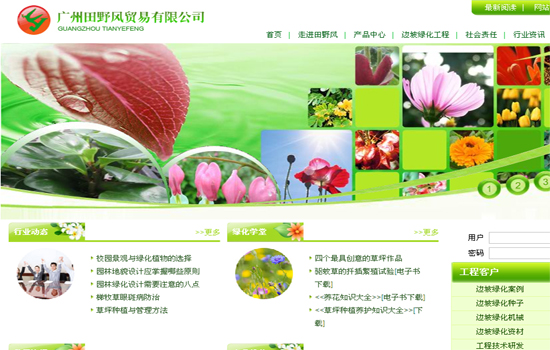 最新阅读 | 网站
广州田野风贸易有限公司
GUANGZHOU TIANYEFENG
首页 | 走进田野风 | 产品中心 | 边坡绿化工程 | 社会责任 | 行业资讯
1 2 3
行业动态 >>更多
校园景观与绿化植物的选择
园林地貌设计应掌握哪些原则
园林绿化设计需要注意的八点
梯牧草眼斑病防治
草坪种植与管理方法
绿化学堂 >>更多
四个最具创意的草坪作品
驱蚊草的扦插繁殖试验[电子书
下载]
<<养花知识大全>>[电子书下载]
<<草坪种植养护知识大全>>[下
载]
用户
密码
工程客户
边坡绿化案例
边坡绿化种子
边坡绿化机械
边坡绿化资材
工程技术研发